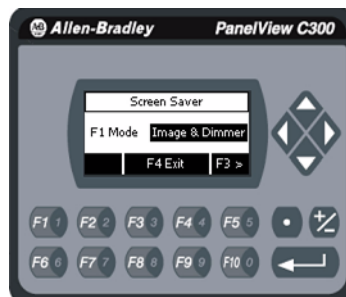 AB Allen-Bradley PanelView C300
Screen Saver
F1 Mode Image & Dimmer
F4 Exit F3 >
F1 1 F2 2 F3 3 F4 4 F5 5 • +/-
F6 6 F7 7 F8 8 F9 9 F10 0